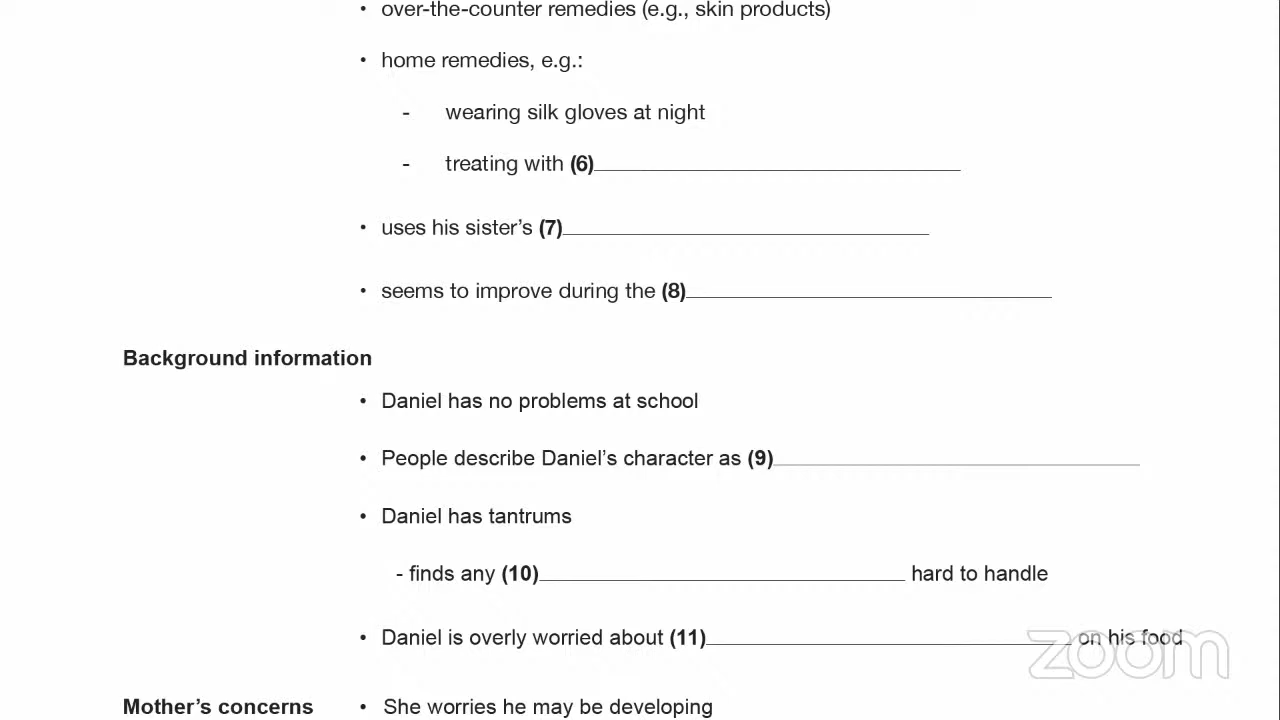 • over-the-counter remedies (e.g., skin products)
• home remedies, e.g.:
- wearing silk gloves at night
- treating with (6)
• uses his sister's (7)
• seems to improve during the (8)
Background information
• Daniel has no problems at school
• People describe Daniel's character as (9)
• Daniel has tantrums
- finds any (10) hard to handle
• Daniel is overly worried about (11) on his food
zoom
Mother's concerns • She worries he may be developing